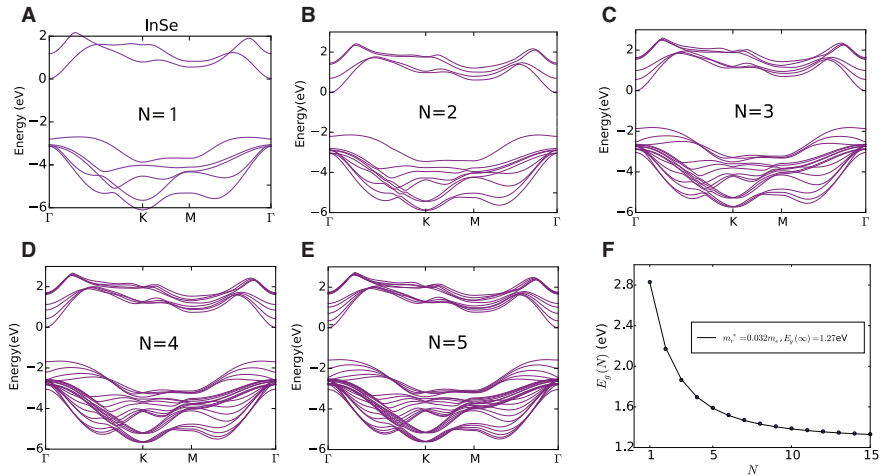 A
InSe
Energy (eV)
2
0
−2
−4
−6
N=1
Γ
K
M
Γ
B
Energy(eV)
2
0
−2
−4
−6
N=2
Γ
K
M
Γ
C
Energy(eV)
2
0
−2
−4
−6
N=3
Γ
K
M
Γ
D
Energy(eV)
2
0
−2
−4
−6
N=4
Γ
K
M
Γ
E
Energy(eV)
2
0
−2
−4
−6
N=5
Γ
K
M
Γ
F
E_g(N) (eV)
2.8
2.4
2.0
1.6
1.2
m_r*=0.032m_e, E_g(∞)=1.27eV
1
5
10
15
N